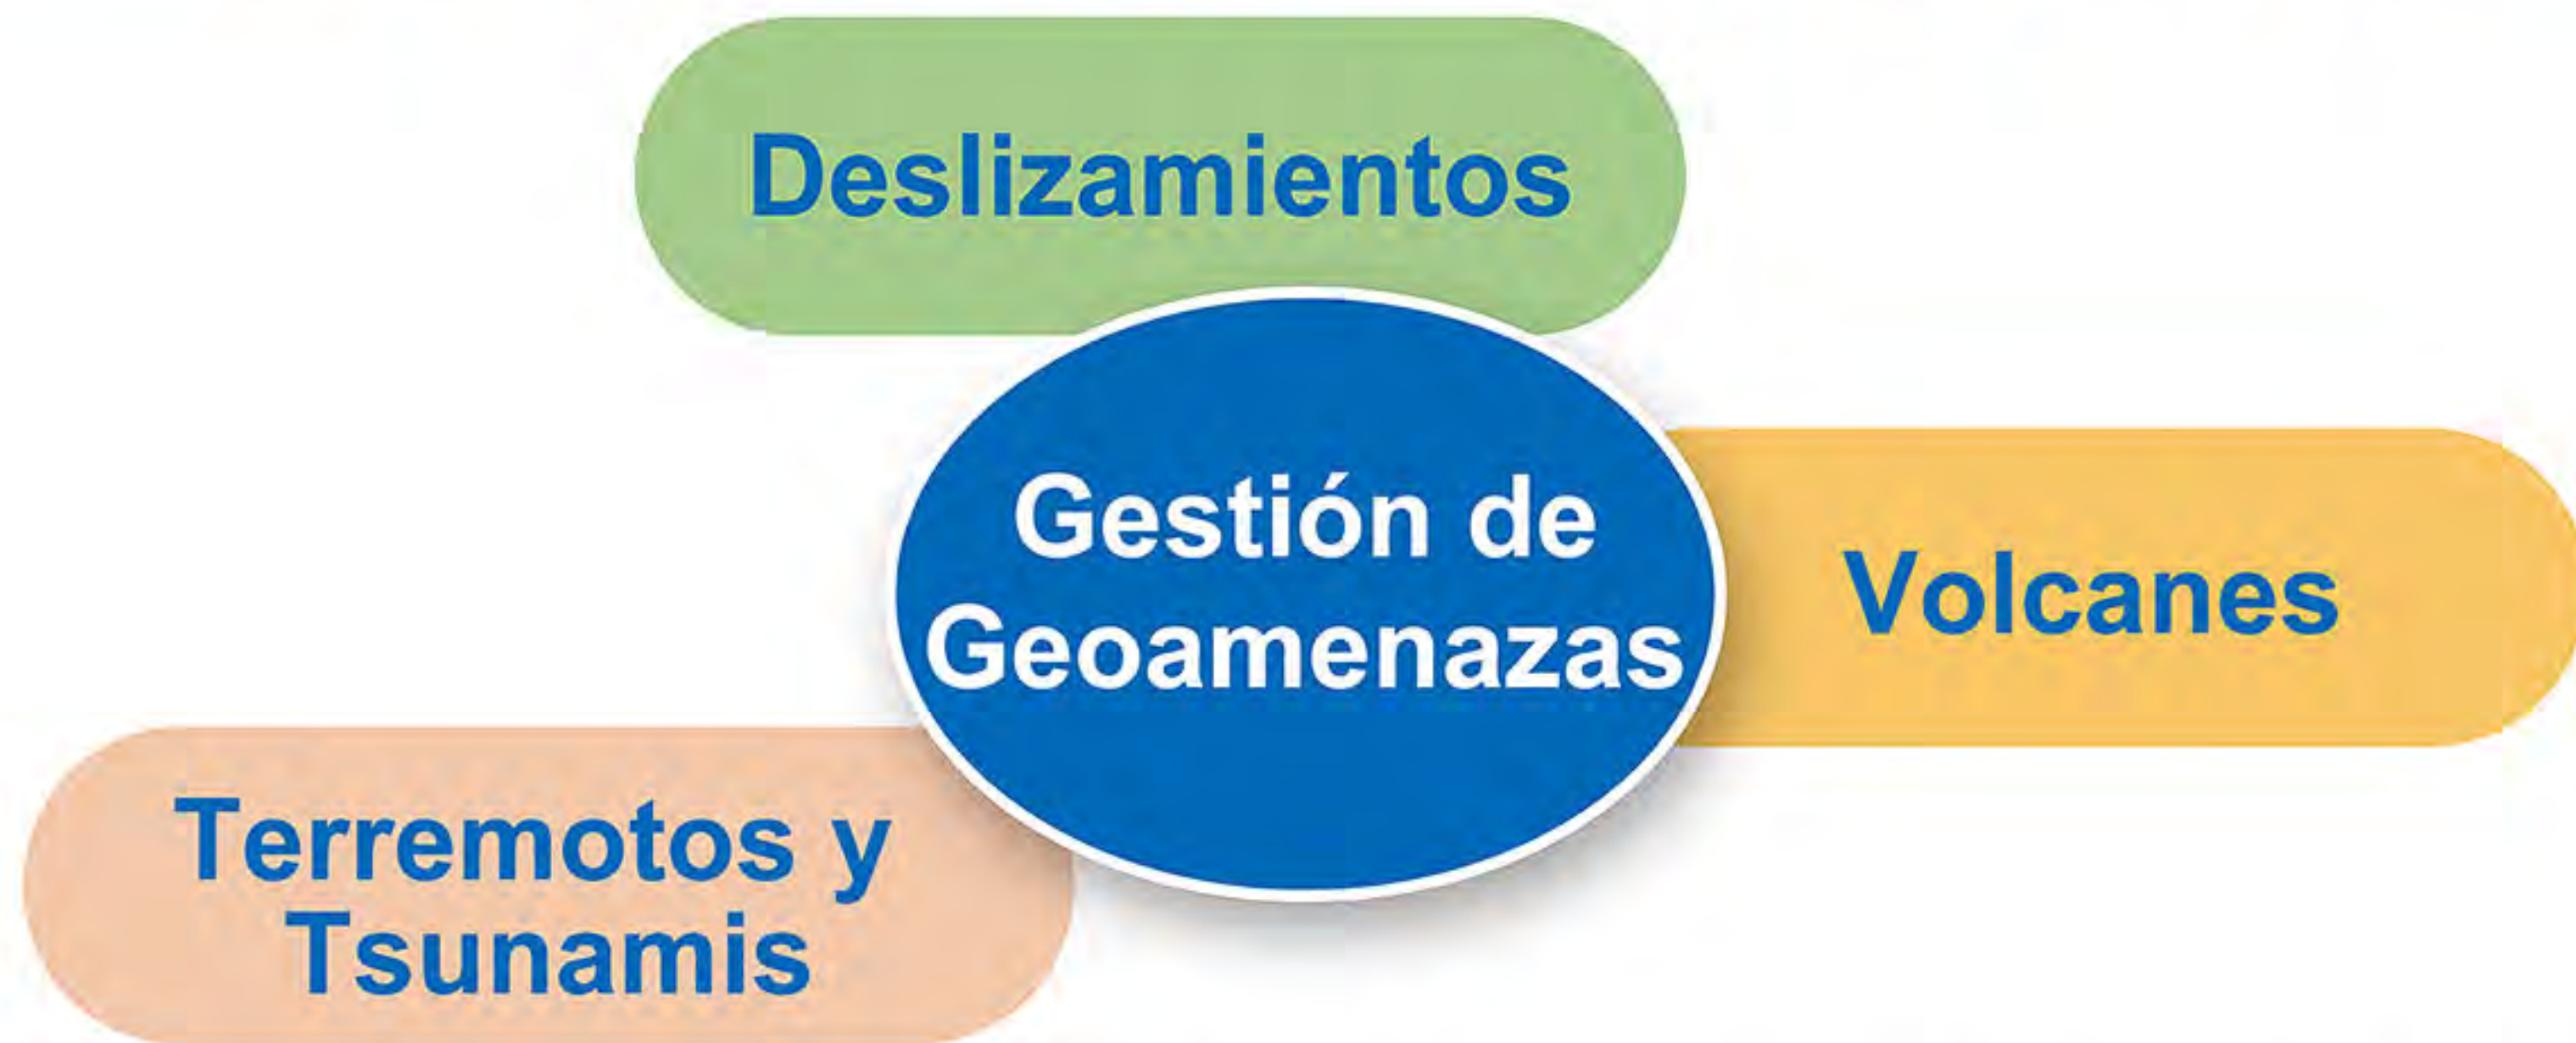 Deslizamientos
Gestión de
Geoamenazas
Volcanes
Terremotos y
Tsunamis